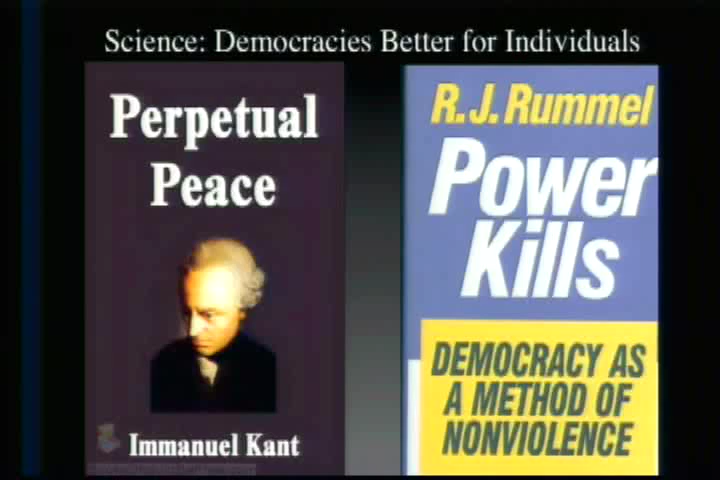 Science: Democracies Better for Individuals
Perpetual
Peace
Immanuel Kant
R.J. Rummel
Power
Kills
DEMOCRACY AS
A METHOD OF
NONVIOLENCE